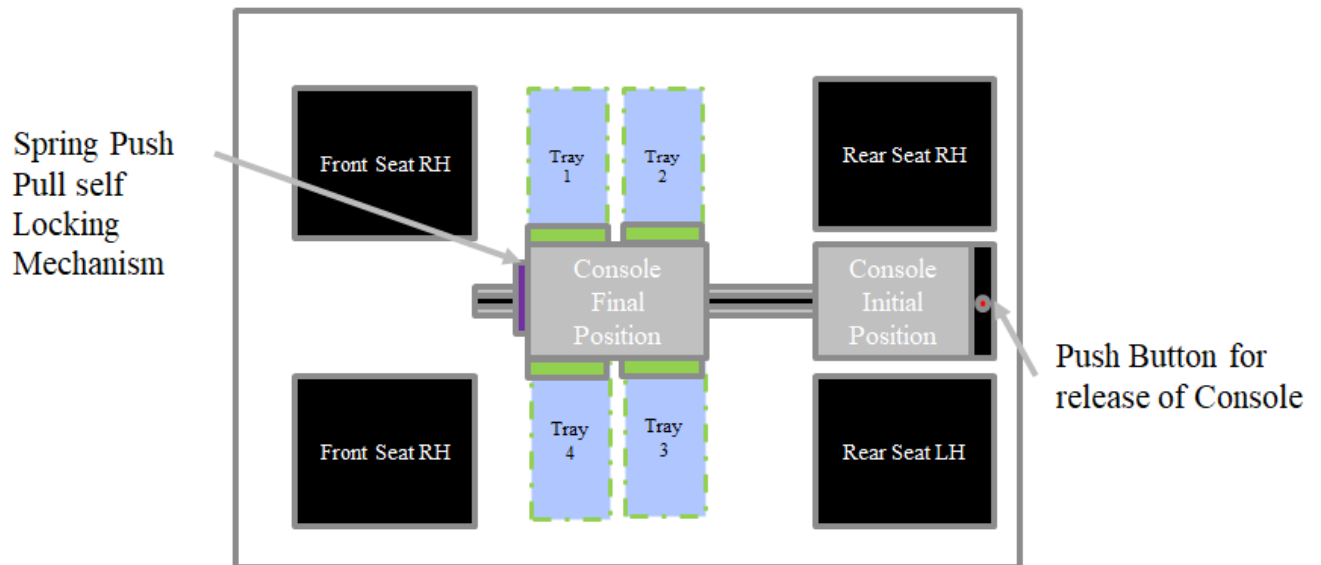 Spring Push
Pull self
Locking
Mechanism
Front Seat RH
Tray
1
Tray
2
Rear Seat RH
Console
Final
Position
Console
Initial
Position
Push Button for
release of Console
Front Seat RH
Tray
4
Tray
3
Rear Seat LH